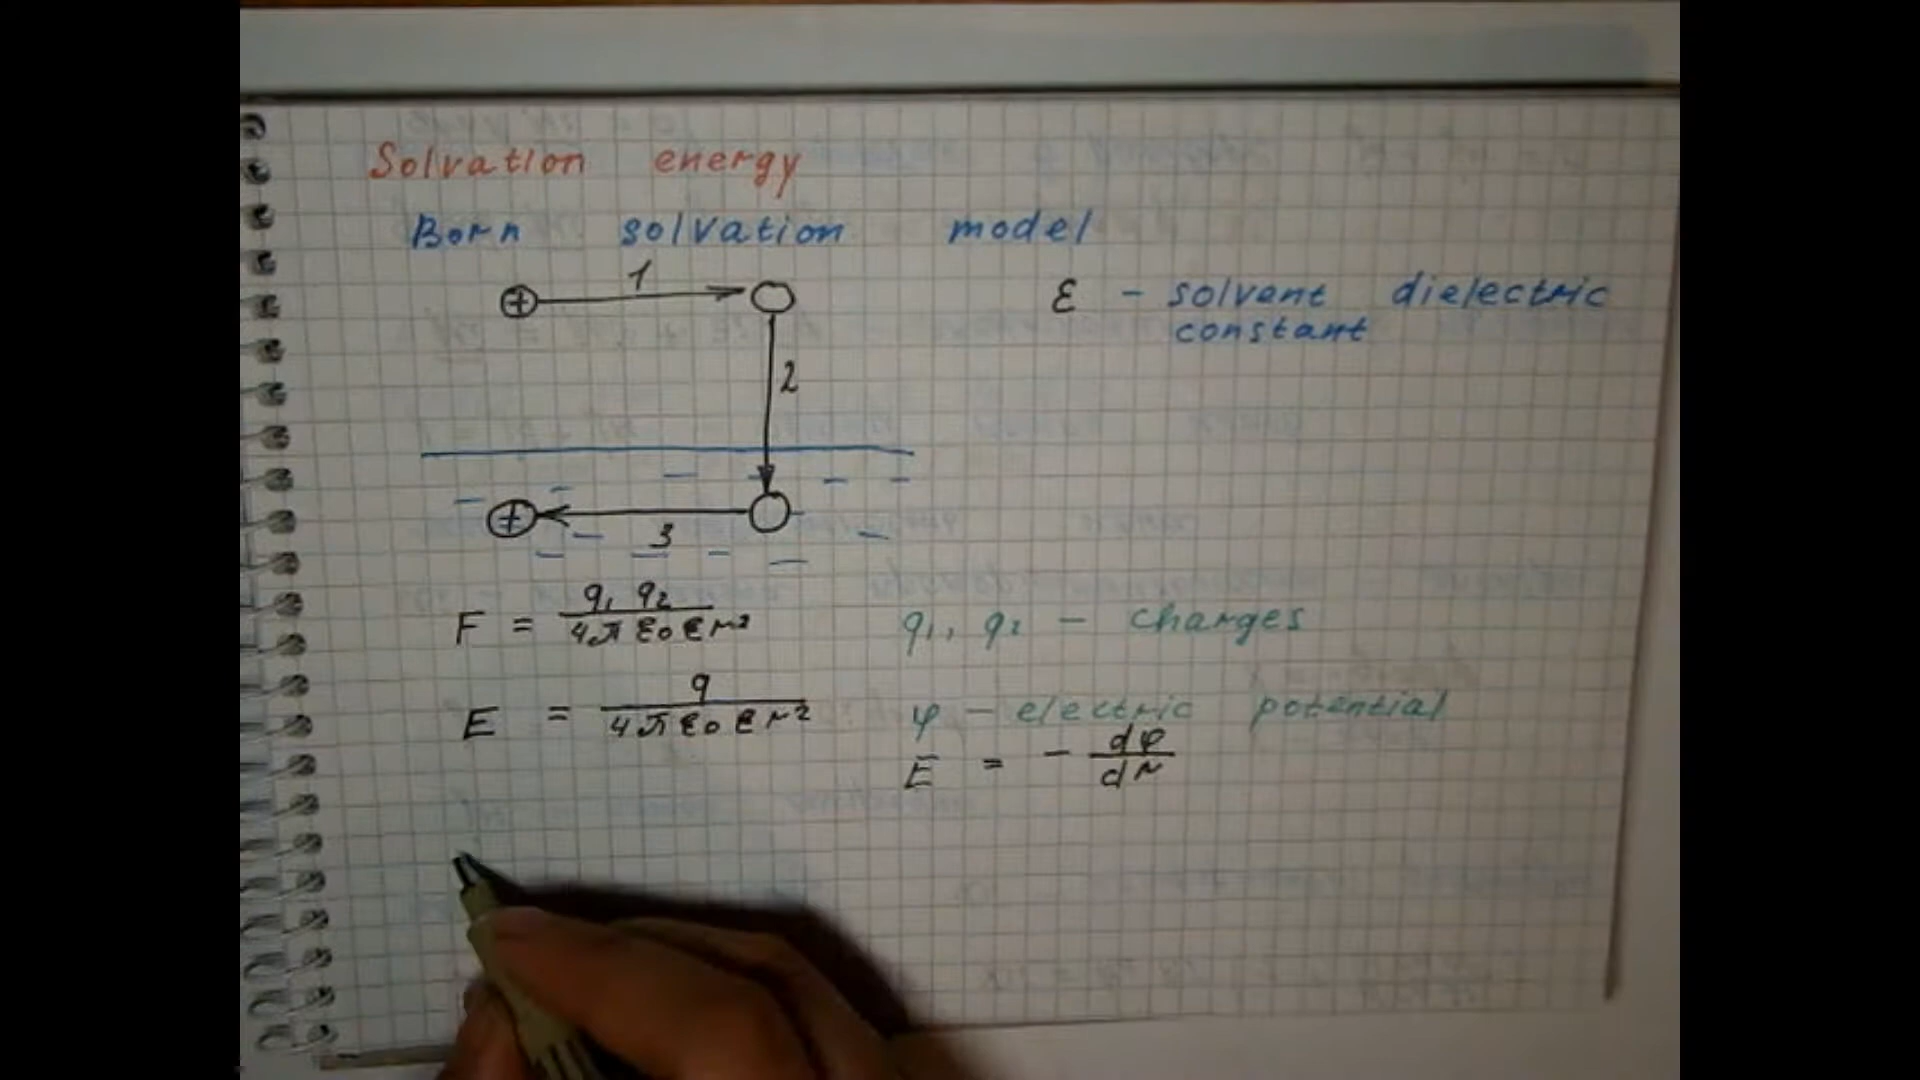 Solvation energy
Born solvation model
1
+
ε - solvent dielectric
constant
2
+
3
F = q₁ q₂ / 4π ε₀ ε r²
q₁, q₂ - charges
E = q / 4π ε₀ ε r²
φ - electric potential
E = - dφ / dr